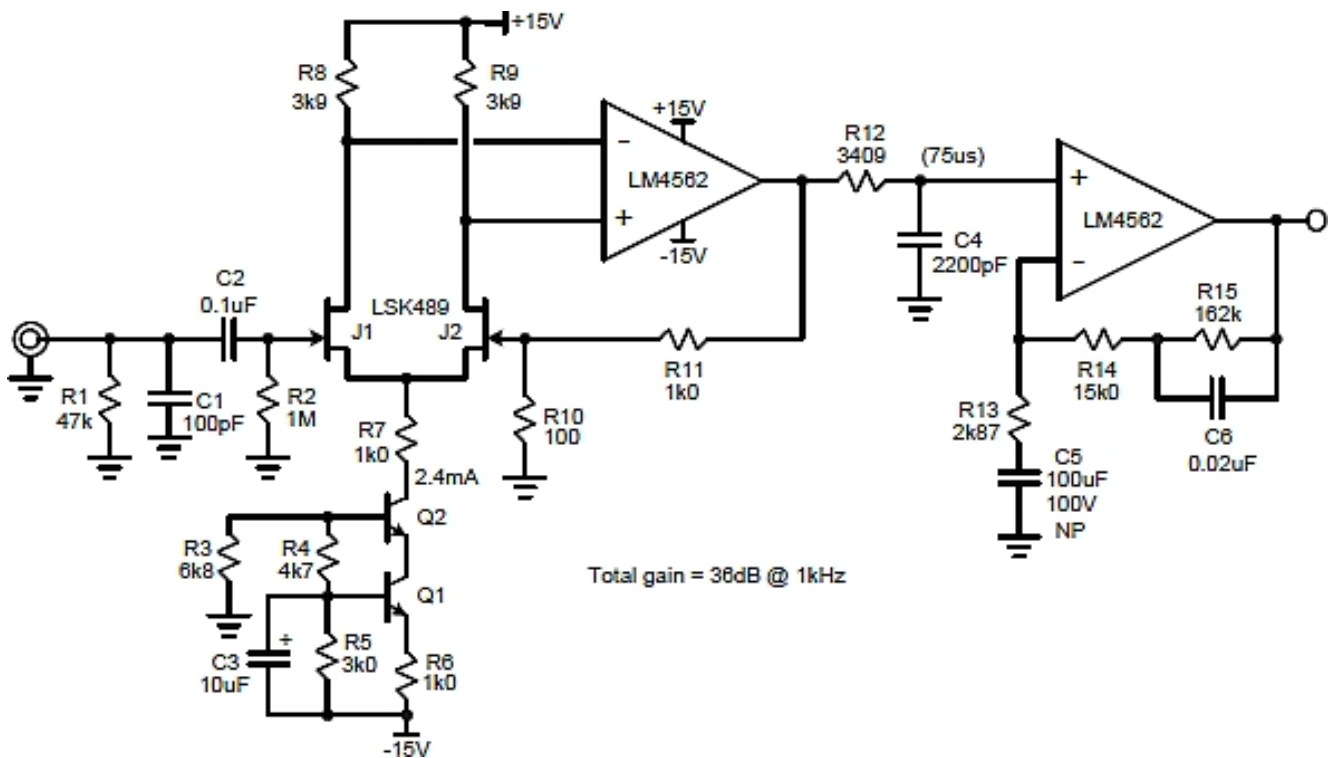 +15V
R8
3k9
R9
3k9
+15V
–
LM4562
+
-15V
R12
3409
(75us)
+
LM4562
–
C4
2200pF
C2
0.1uF
LSK489
J1
J2
R15
162k
R1
47k
C1
100pF
R2
1M
R7
1k0
R10
100
R11
1k0
R14
15k0
R13
2k87
C6
0.02uF
2.4mA
C5
100uF
100V
NP
Q2
R3
6k8
R4
4k7
Total gain = 36dB @ 1kHz
Q1
+
C3
10uF
R5
3k0
R6
1k0
-15V